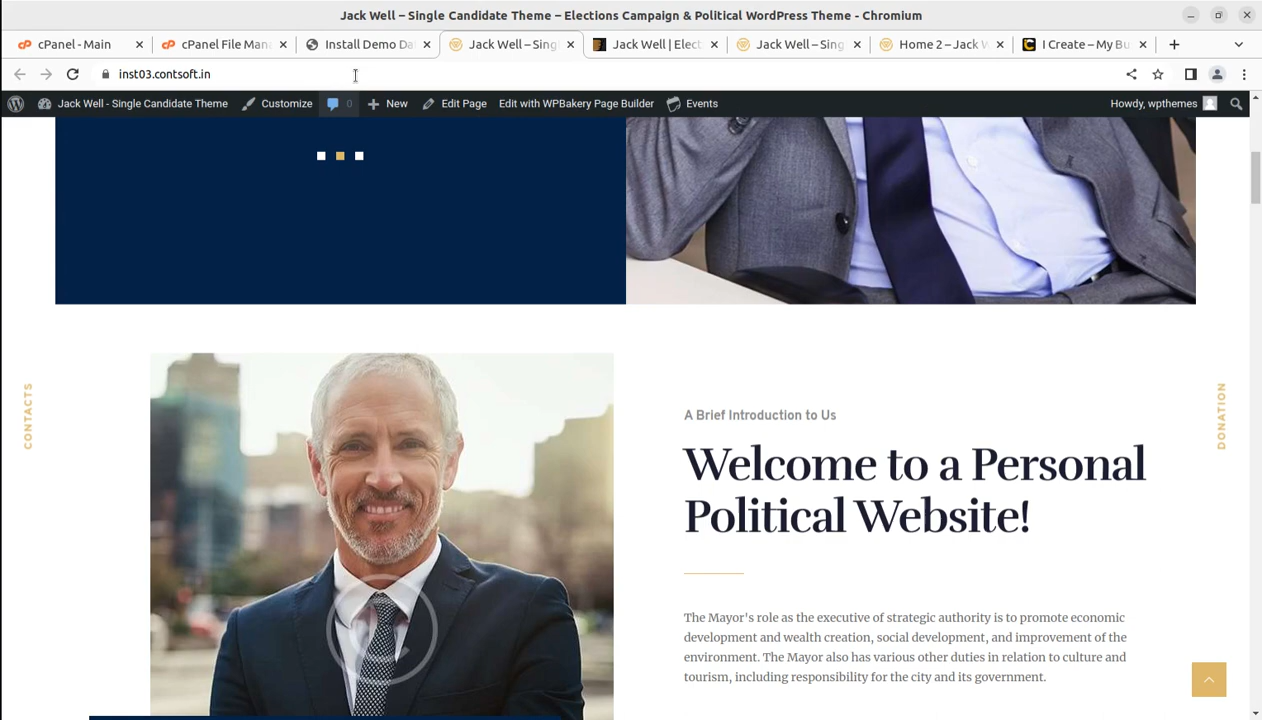 Jack Well – Single Candidate Theme – Elections Campaign & Political WordPress Theme - Chromium
cPanel - Main
cPanel File Man
Install Demo Da
Jack Well – Sing
Jack Well | Elect
Jack Well – Sing
Home 2 – Jack W
I Create – My Bu
inst03.contsoft.in
Jack Well - Single Candidate Theme
Customize
0
New
Edit Page
Edit with WPBakery Page Builder
Events
Howdy, wpthemes
CONTACTS
DONATION
A Brief Introduction to Us
Welcome to a Personal
Political Website!
The Mayor's role as the executive of strategic authority is to promote economic
development and wealth creation, social development, and improvement of the
environment. The Mayor also has various other duties in relation to culture and
tourism, including responsibility for the city and its government.